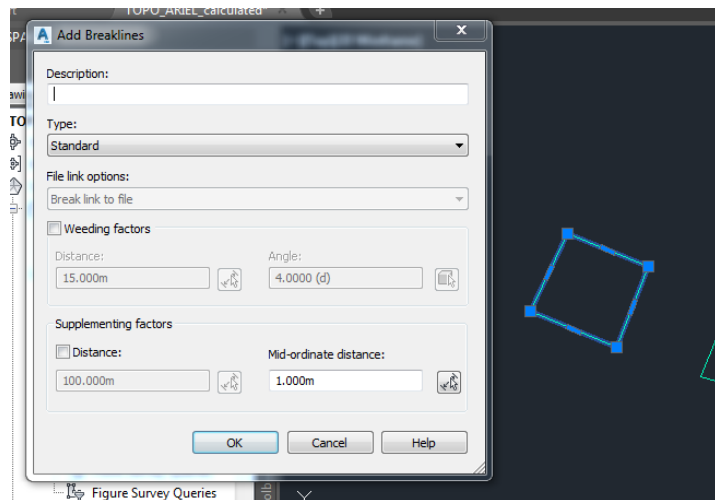 TOPO_ARIEL_calculated*
Add Breaklines
Description:
Type:
Standard
File link options:
Break link to file
Weeding factors
Distance:
Angle:
15.000m
4.0000 (d)
Supplementing factors
Distance:
Mid-ordinate distance:
100.000m
1.000m
OK
Cancel
Help
Figure Survey Queries